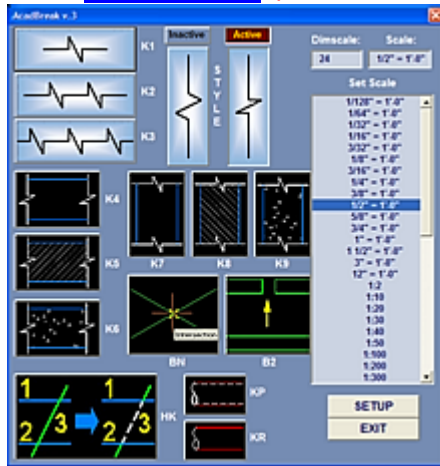 AcadBreak v.3
Inactive
Active
Dimscale:
Scale:
24
1/2" = 1'-0"
K1
K2
K3
STYLE
Set Scale
1/128" = 1'-0"
1/64" = 1'-0"
1/32" = 1'-0"
1/16" = 1'-0"
3/32" = 1'-0"
1/8" = 1'-0"
3/16" = 1'-0"
1/4" = 1'-0"
3/8" = 1'-0"
1/2" = 1'-0"
5/8" = 1'-0"
3/4" = 1'-0"
1" = 1'-0"
1 1/2" = 1'-0"
3" = 1'-0"
12" = 1'-0"
1:2
1:10
1:20
1:30
1:40
1:50
1:100
1:200
1:300
K4
K5
K6
K7
K8
K9
Intersection
BN
B2
1
2
3
1
2
3
HK
KP
KR
SETUP
EXIT